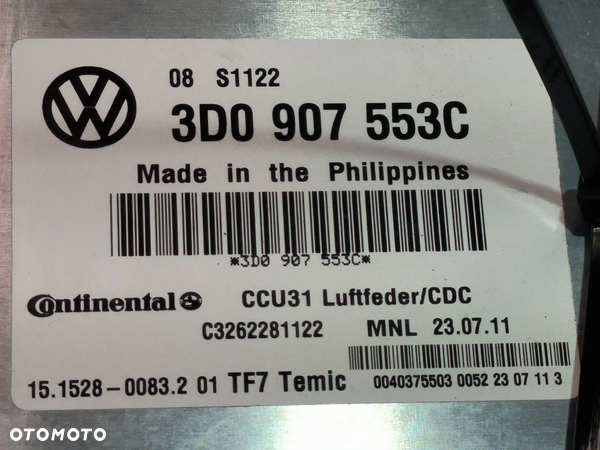 08 S1122
3D0 907 553C
Made in the Philippines
*3D0 907 553C*
Continental CCU31 Luftfeder/CDC
C3262281122 MNL 23.07.11
15.1528-0083.2 01 TF7 Temic 0040375503 0052 23 07 11 3
OTOMOTO